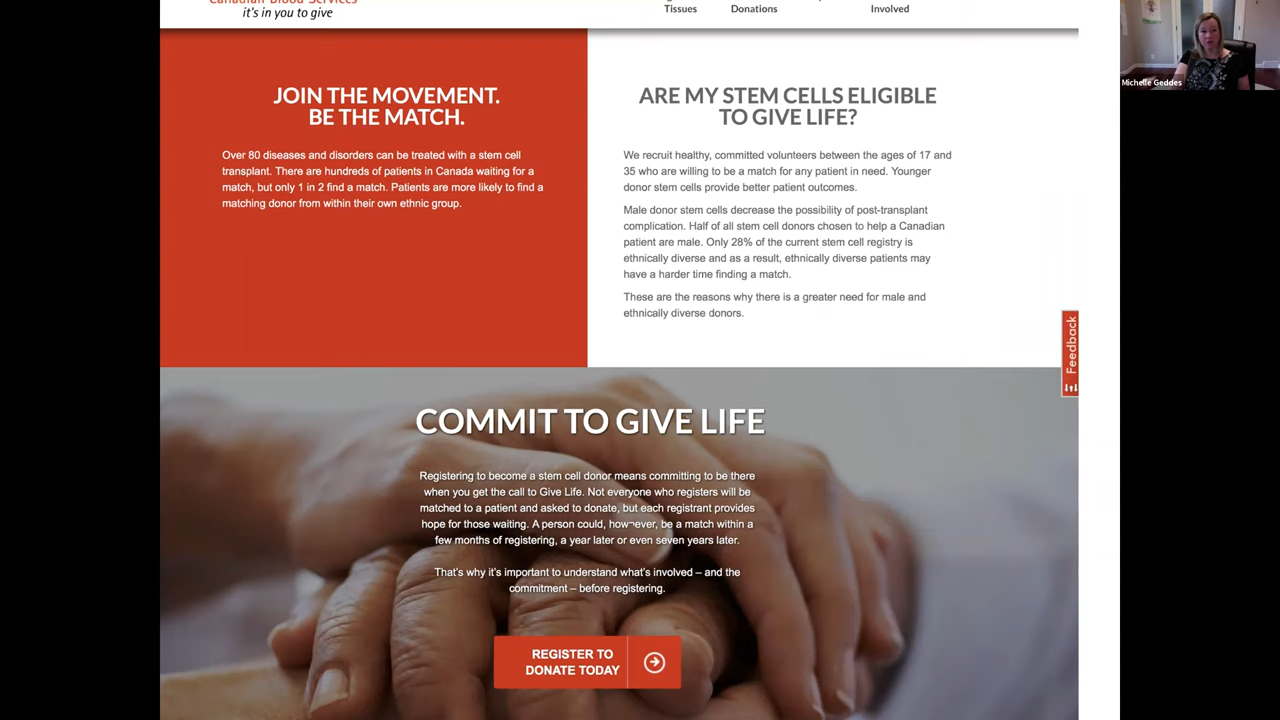 Canadian Blood Services
it's in you to give
Tissues
Donations
Involved
Michelle Geddes
JOIN THE MOVEMENT.
BE THE MATCH.
Over 80 diseases and disorders can be treated with a stem cell
transplant. There are hundreds of patients in Canada waiting for a
match, but only 1 in 2 find a match. Patients are more likely to find a
matching donor from within their own ethnic group.
ARE MY STEM CELLS ELIGIBLE
TO GIVE LIFE?
We recruit healthy, committed volunteers between the ages of 17 and
35 who are willing to be a match for any patient in need. Younger
donor stem cells provide better patient outcomes.
Male donor stem cells decrease the possibility of post-transplant
complication. Half of all stem cell donors chosen to help a Canadian
patient are male. Only 28% of the current stem cell registry is
ethnically diverse and as a result, ethnically diverse patients may
have a harder time finding a match.
These are the reasons why there is a greater need for male and
ethnically diverse donors.
Feedback
COMMIT TO GIVE LIFE
Registering to become a stem cell donor means committing to be there
when you get the call to Give Life. Not everyone who registers will be
matched to a patient and asked to donate, but each registrant provides
hope for those waiting. A person could, however, be a match within a
few months of registering, a year later or even seven years later.
That's why it's important to understand what's involved – and the
commitment – before registering.
REGISTER TO
DONATE TODAY